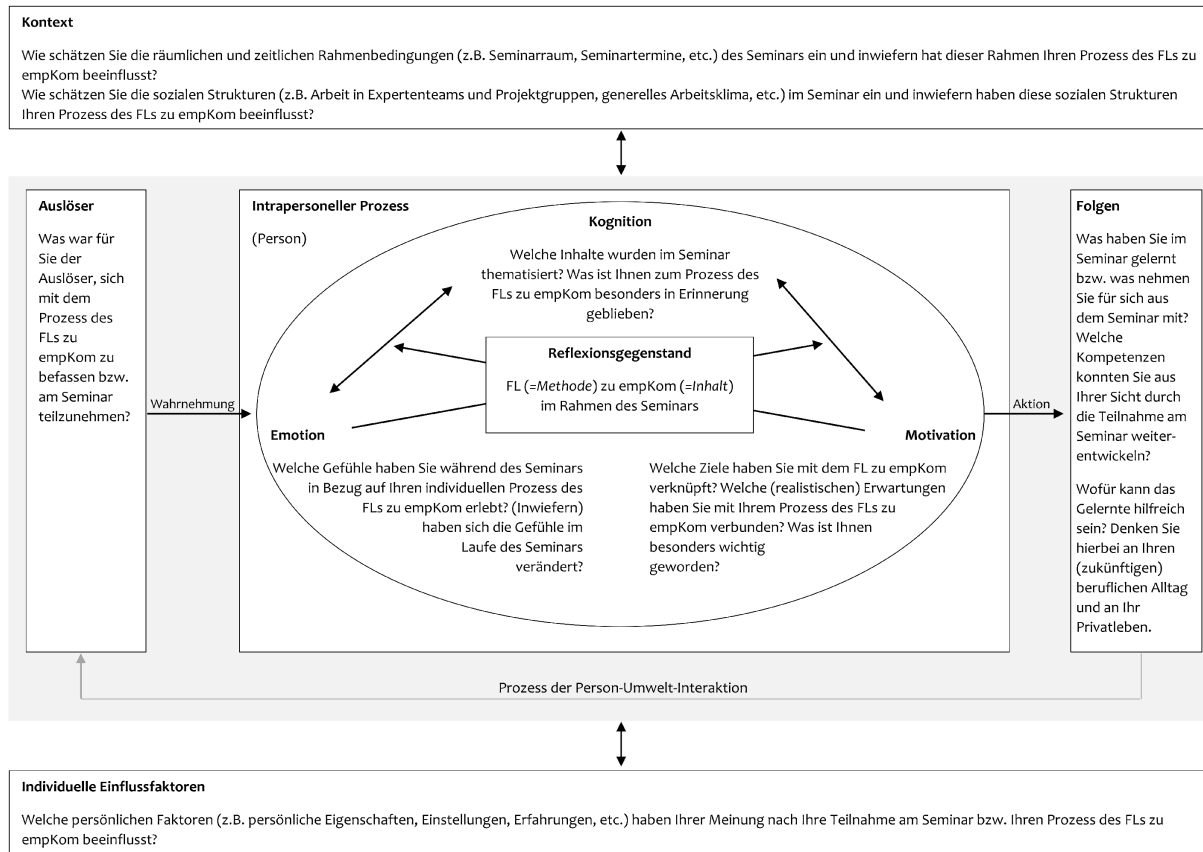 Kontext
Wie schätzen Sie die räumlichen und zeitlichen Rahmenbedingungen (z.B. Seminarraum, Seminartermine, etc.) des Seminars ein und inwiefern hat dieser Rahmen Ihren Prozess des FLs zu
empKom beeinflusst?
Wie schätzen Sie die sozialen Strukturen (z.B. Arbeit in Expertenteams und Projektgruppen, generelles Arbeitsklima, etc.) im Seminar ein und inwiefern haben diese sozialen Strukturen
Ihren Prozess des FLs zu empKom beeinflusst?
Auslöser
Was war für
Sie der
Auslöser, sich
mit dem
Prozess des
FLs zu
empKom zu
befassen bzw.
am Seminar
teilzunehmen?
Wahrnehmung
Intrapersoneller Prozess
(Person)
Kognition
Welche Inhalte wurden im Seminar
thematisiert? Was ist Ihnen zum Prozess des
FLs zu empKom besonders in Erinnerung
geblieben?
Reflexionsgegenstand
FL (=Methode) zu empKom (=Inhalt)
im Rahmen des Seminars
Emotion
Welche Gefühle haben Sie während des Seminars
in Bezug auf Ihren individuellen Prozess des
FLs zu empKom erlebt? (Inwiefern)
haben sich die Gefühle im
Laufe des Seminars
verändert?
Motivation
Welche Ziele haben Sie mit dem FL zu empKom
verknüpft? Welche (realistischen) Erwartungen
haben Sie mit Ihrem Prozess des FLs zu
empKom verbunden? Was ist Ihnen
besonders wichtig
geworden?
Aktion
Folgen
Was haben Sie im
Seminar gelernt
bzw. was nehmen
Sie für sich aus
dem Seminar mit?
Welche
Kompetenzen
konnten Sie aus
Ihrer Sicht durch
die Teilnahme am
Seminar weiter-
entwickeln?
Wofür kann das
Gelernte hilfreich
sein? Denken Sie
hierbei an Ihren
(zukünftigen)
beruflichen Alltag
und an Ihr
Privatleben.
Prozess der Person-Umwelt-Interaktion
Individuelle Einflussfaktoren
Welche persönlichen Faktoren (z.B. persönliche Eigenschaften, Einstellungen, Erfahrungen, etc.) haben Ihrer Meinung nach Ihre Teilnahme am Seminar bzw. Ihren Prozess des FLs zu
empKom beeinflusst?